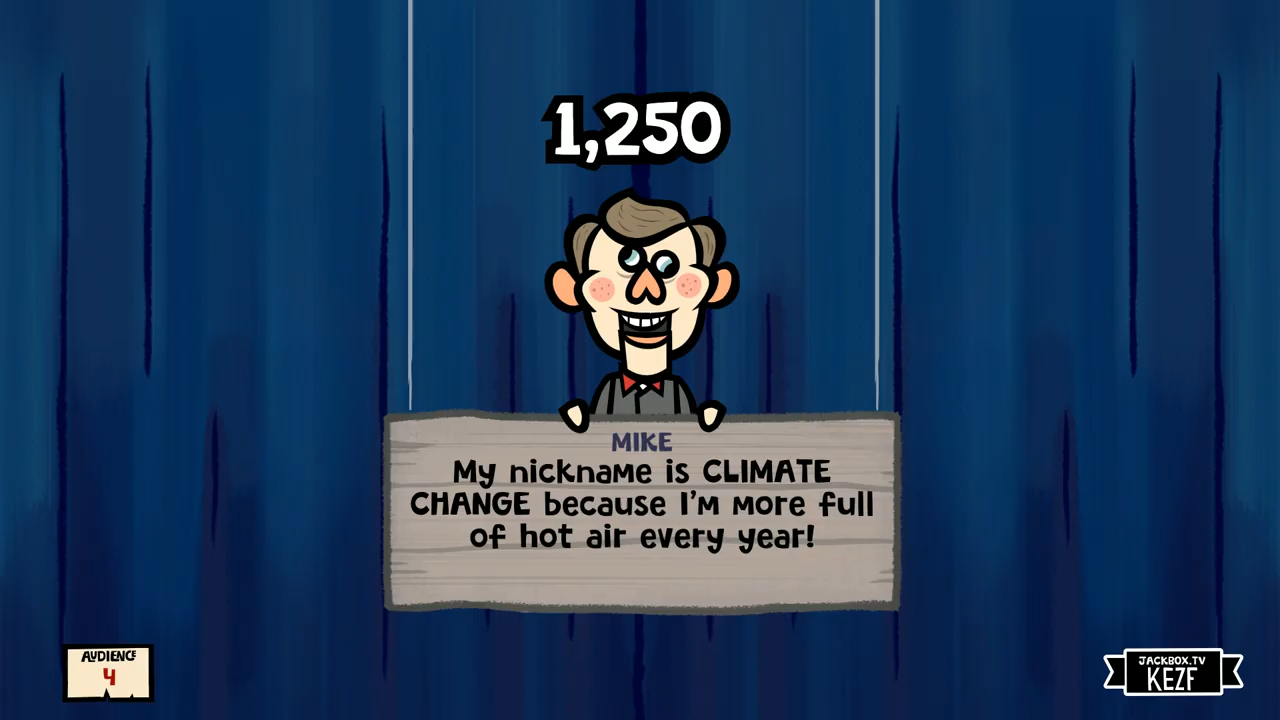 1,250
MIKE
My nickname is CLIMATE
CHANGE because I'm more full
of hot air every year!
AUDIENCE
4
JACKBOX.TV
KEZF